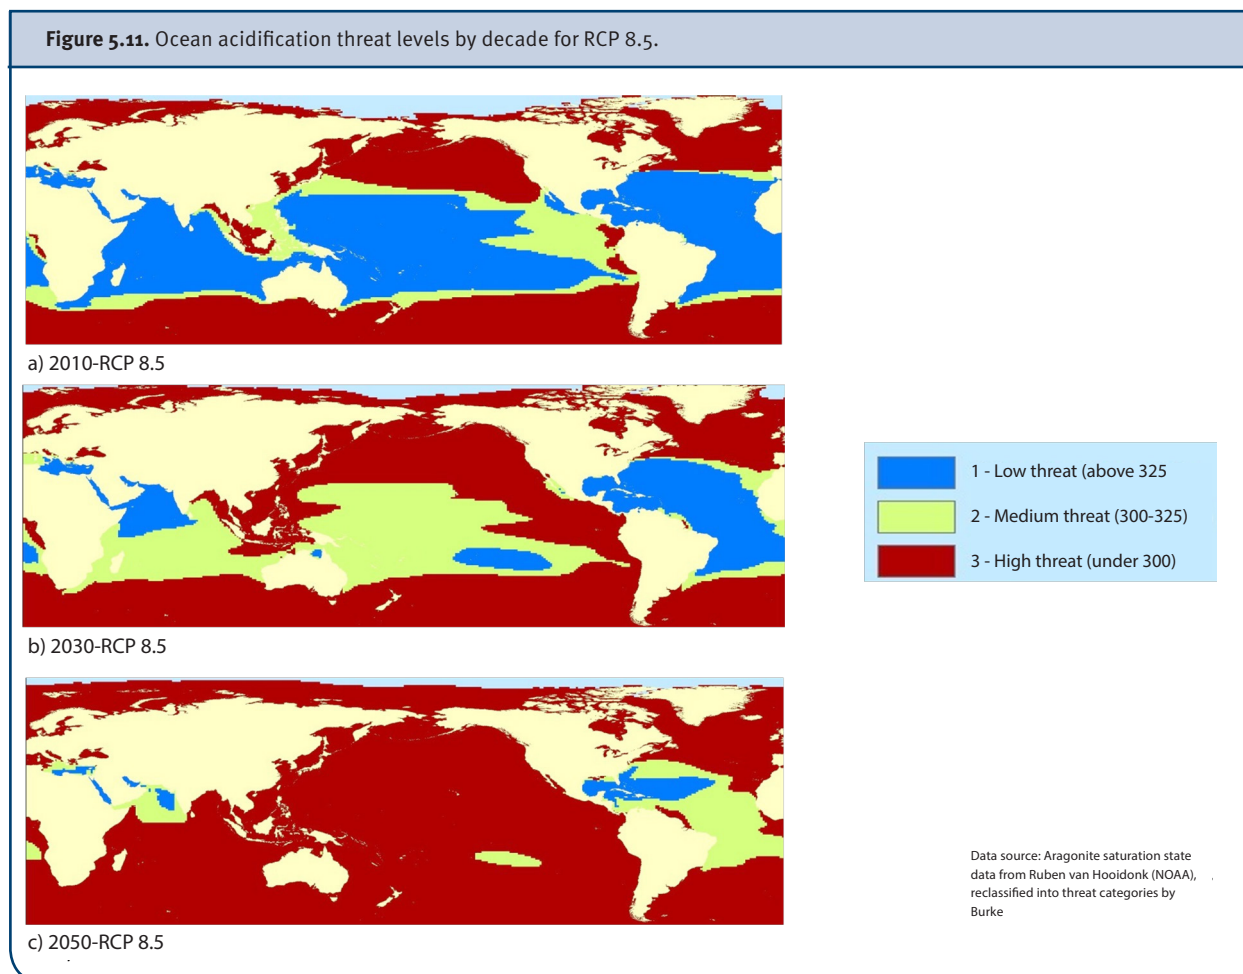 Figure 5.11. Ocean acidification threat levels by decade for RCP 8.5.
a) 2010-RCP 8.5
b) 2030-RCP 8.5
1 - Low threat (above 325
2 - Medium threat (300-325)
3 - High threat (under 300)
c) 2050-RCP 8.5
Data source: Aragonite saturation state
data from Ruben van Hooidonk (NOAA),
reclassified into threat categories by
Burke